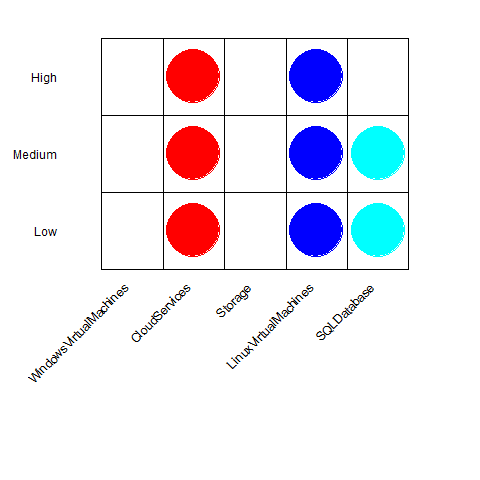 High
Medium
Low
WindowsVirtualMachines
CloudServices
Storage
LinuxVirtualMachines
SQLDatabase